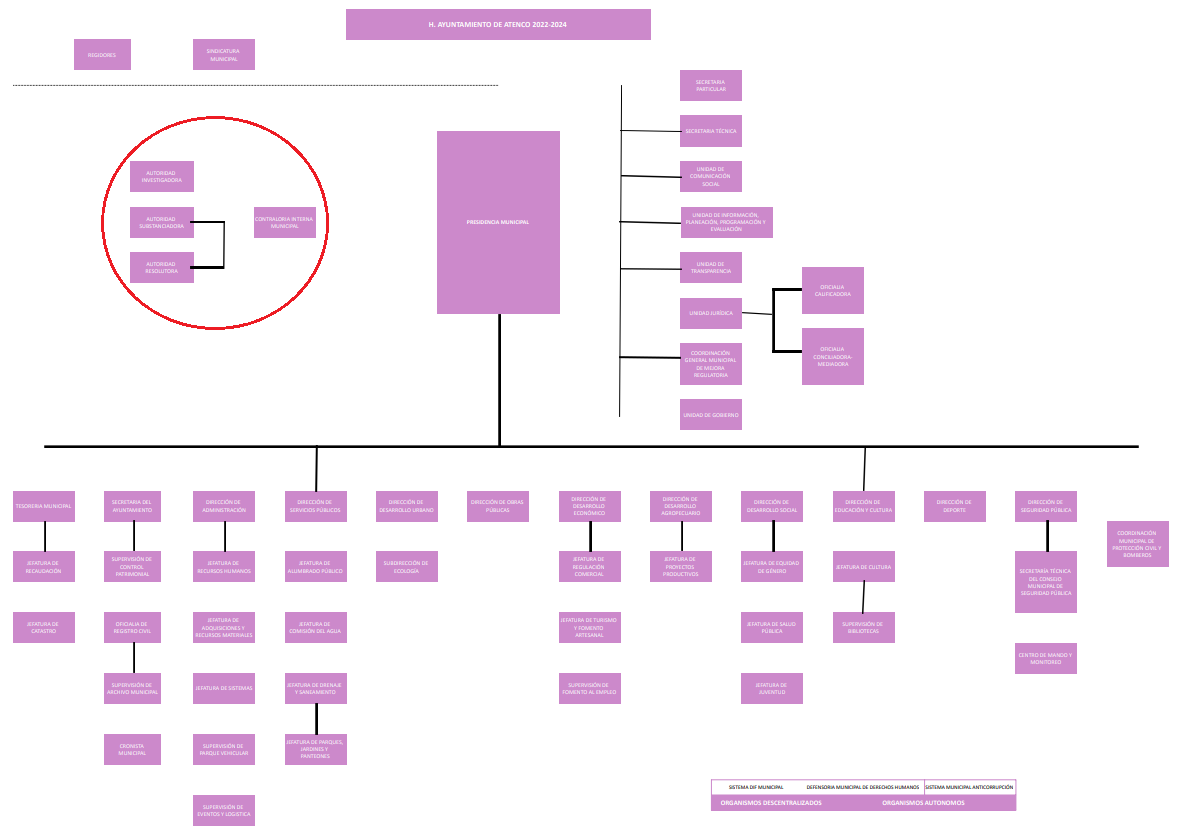 H. AYUNTAMIENTO DE ATENCO 2022-2024
REGIDORES
SINDICATURA
MUNICIPAL
SECRETARIA
PARTICULAR
SECRETARIA TÉCNICA
UNIDAD DE
COMUNICACIÓN
SOCIAL
UNIDAD DE INFORMACIÓN,
PLANEACIÓN, PROGRAMACIÓN Y
EVALUACIÓN
UNIDAD DE
TRANSPARENCIA
UNIDAD JURÍDICA
COORDINACIÓN
GENERAL MUNICIPAL
DE MEJORA
REGULATORIA
UNIDAD DE GOBIERNO
OFICIALIA
CALIFICADORA
OFICIALIA
CONCILIADORA-
MEDIADORA
AUTORIDAD
INVESTIGADORA
AUTORIDAD
SUBSTANCIADORA
AUTORIDAD
RESOLUTORA
CONTRALORIA INTERNA
MUNICIPAL
PRESIDENCIA MUNICIPAL
TESORERIA MUNICIPAL
SECRETARIA DEL
AYUNTAMIENTO
DIRECCIÓN DE
ADMINISTRACIÓN
DIRECCIÓN DE
SERVICIOS PÚBLICOS
DIRECCIÓN DE
DESARROLLO URBANO
DIRECCIÓN DE OBRAS
PÚBLICAS
DIRECCIÓN DE
DESARROLLO
ECONÓMICO
DIRECCIÓN DE
DESARROLLO
AGROPECUARIO
DIRECCIÓN DE
DESARROLLO SOCIAL
DIRECCIÓN DE
EDUCACIÓN Y CULTURA
DIRECCIÓN DE
DEPORTE
DIRECCIÓN DE
SEGURIDAD PÚBLICA
COORDINACIÓN
MUNICIPAL DE
PROTECCIÓN CIVIL Y
BOMBEROS
JEFATURA DE
RECAUDACIÓN
SUPERVISIÓN DE
CONTROL
PATRIMONIAL
JEFATURA DE
RECURSOS HUMANOS
JEFATURA DE
ALUMBRADO PÚBLICO
SUBDIRECCIÓN DE
ECOLOGÍA
JEFATURA DE
REGULACIÓN
COMERCIAL
JEFATURA DE
PROYECTOS
PRODUCTIVOS
JEFATURA DE EQUIDAD
DE GÉNERO
JEFATURA DE CULTURA
SECRETARÍA TÉCNICA
DEL CONSEJO
MUNICIPAL DE
SEGURIDAD PÚBLICA
JEFATURA DE
CATASTRO
OFICIALIA DE
REGISTRO CIVIL
JEFATURA DE
ADQUISICIONES Y
RECURSOS MATERIALES
JEFATURA DE
COMISIÓN DEL AGUA
JEFATURA DE TURISMO
Y FOMENTO
ARTESANAL
JEFATURA DE SALUD
PÚBLICA
SUPERVISIÓN DE
BIBLIOTECAS
CENTRO DE MANDO Y
MONITOREO
SUPERVISIÓN DE
ARCHIVO MUNICIPAL
JEFATURA DE SISTEMAS
JEFATURA DE DRENAJE
Y SANEAMIENTO
SUPERVISIÓN DE
FOMENTO AL EMPLEO
JEFATURA DE
JUVENTUD
CRONISTA
MUNICIPAL
SUPERVISIÓN DE
PARQUE VEHICULAR
JEFATURA DE PARQUES,
JARDINES Y
PANTEONES
SUPERVISIÓN DE
EVENTOS Y LOGISTICA
SISTEMA DIF MUNICIPAL
DEFENSORIA MUNICIPAL DE DERECHOS HUMANOS
SISTEMA MUNICIPAL ANTICORRUPCIÓN
ORGANISMOS DESCENTRALIZADOS
ORGANISMOS AUTONOMOS